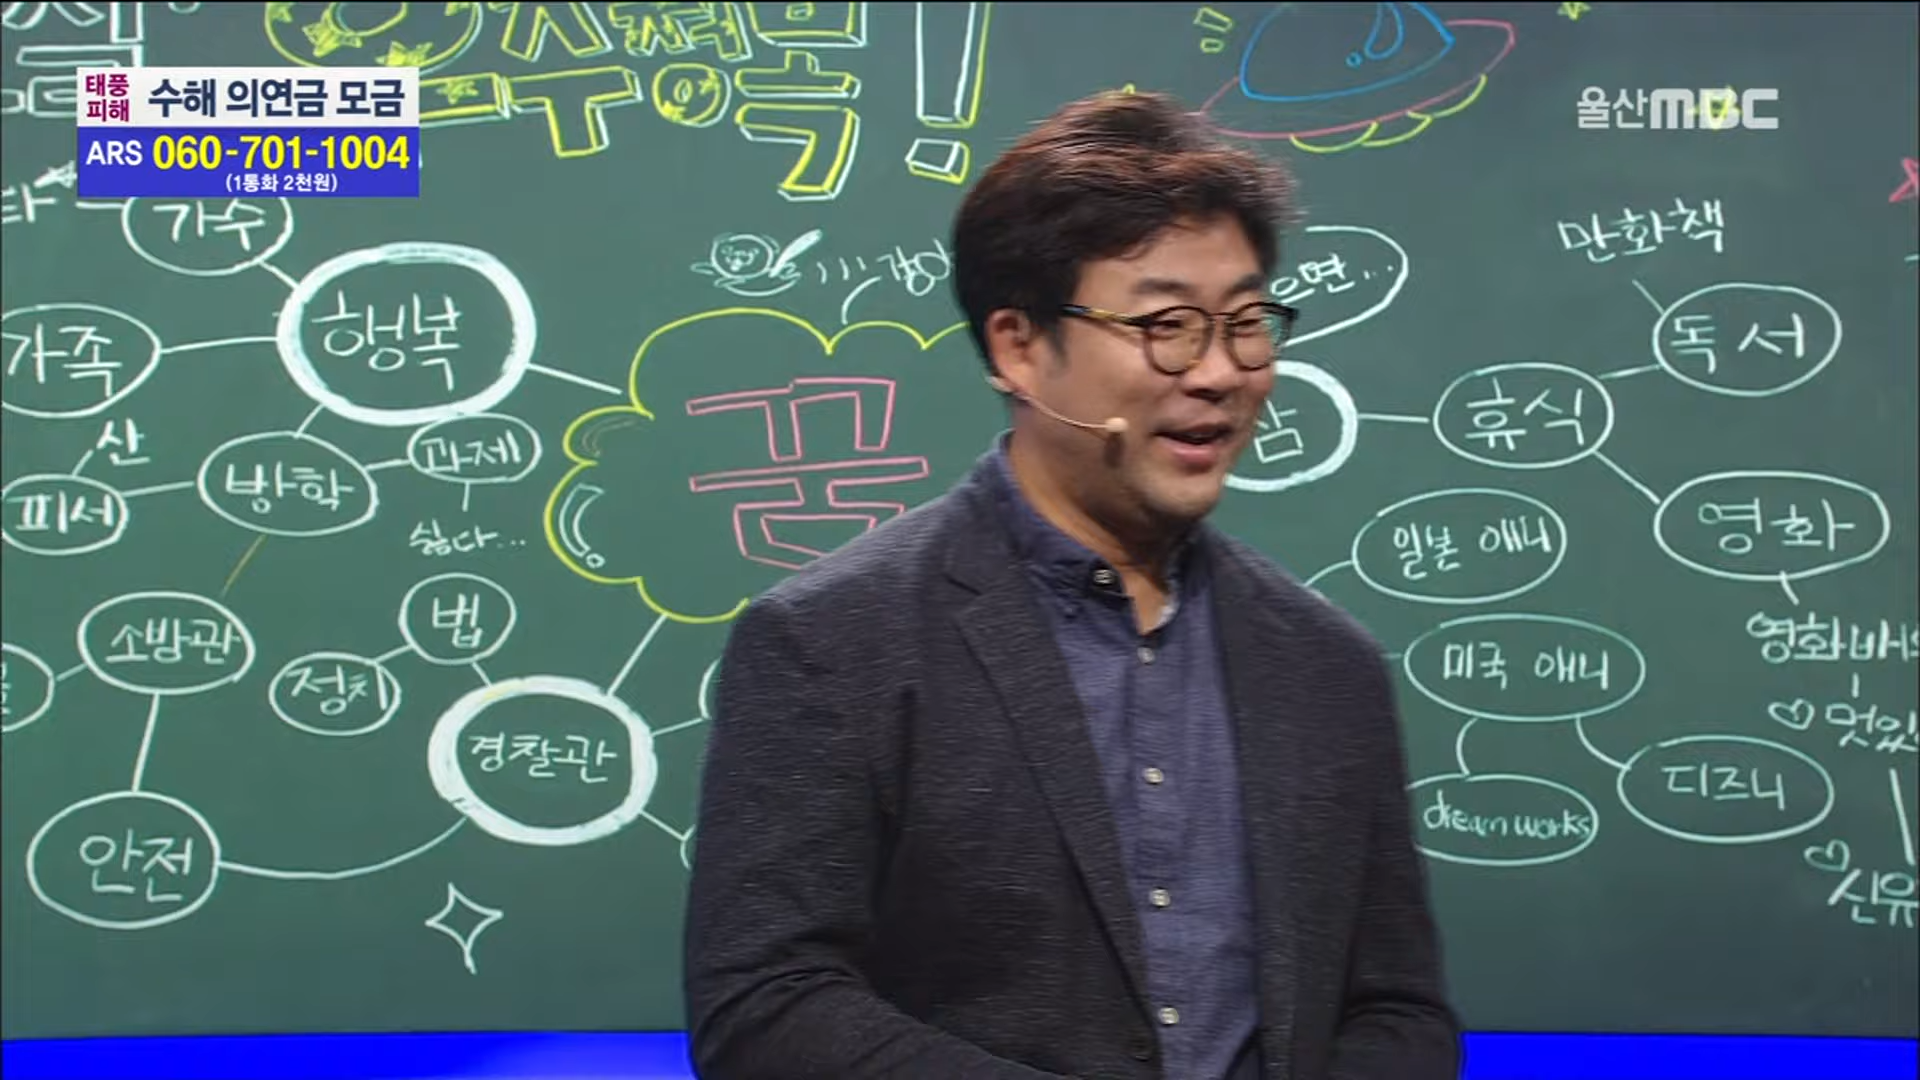 태풍
피해
수해 의연금 모금
ARS 060-701-1004
(1통화 2천원)
울산MBC
가수
행복
가족
산
피서
방학
과제
싫다...
꿈
으면...
만화책
독서
휴식
영화
일본 애니
미국 애니
디즈니
dream works
소방관
법
정치
경찰관
안전